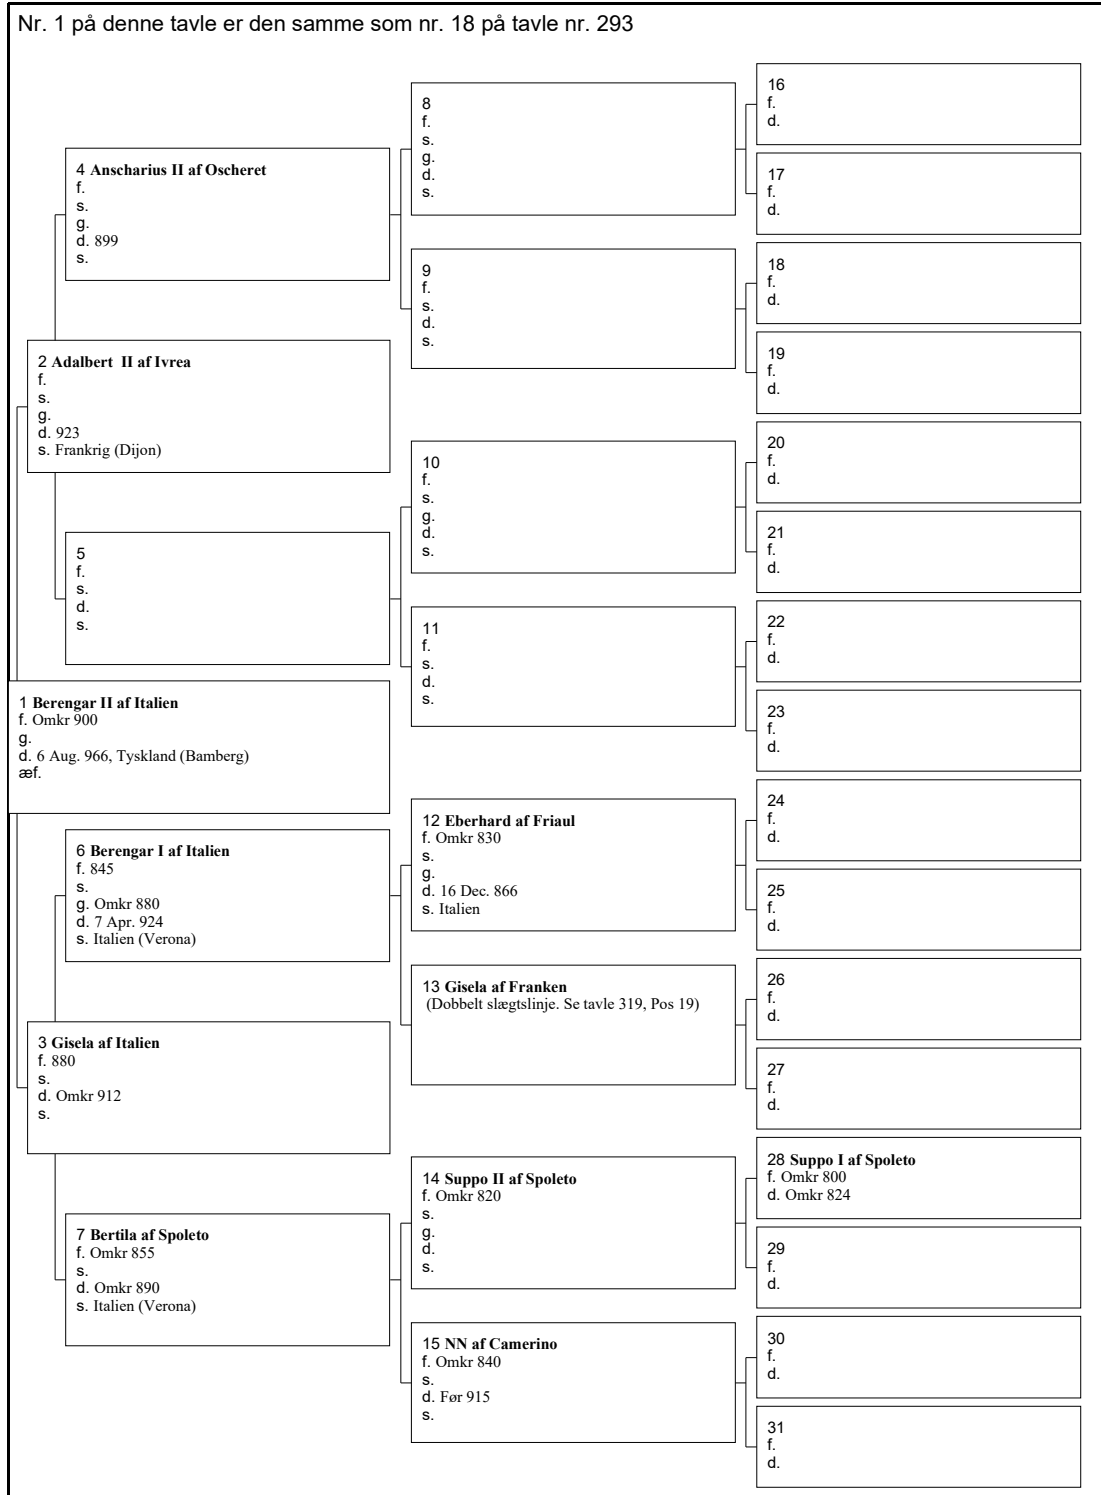 Nr. 1 på denne tavle er den samme som nr. 18 på tavle nr. 293
1 Berengar II af Italien
f. Omkr 900
g.
d. 6 Aug. 966, Tyskland (Bamberg)
æf.
2 Adalbert  II af Ivrea
f.
s.
g.
d. 923
s. Frankrig (Dijon)
3 Gisela af Italien
f. 880
s.
d. Omkr 912
s.
4 Anscharius II af Oscheret
f.
s.
g.
d. 899
s.
5
f.
s.
d.
s.
6 Berengar I af Italien
f. 845
s.
g. Omkr 880
d. 7 Apr. 924
s. Italien (Verona)
7 Bertila af Spoleto
f. Omkr 855
s.
d. Omkr 890
s. Italien (Verona)
8
f.
s.
g.
d.
s.
9
f.
s.
d.
s.
10
f.
s.
g.
d.
s.
11
f.
s.
d.
s.
12 Eberhard af Friaul
f. Omkr 830
s.
g.
d. 16 Dec. 866
s. Italien
13 Gisela af Franken
(Dobbelt slægtslinje. Se tavle 319, Pos 19)
14 Suppo II af Spoleto
f. Omkr 820
s.
g.
d.
s.
15 NN af Camerino
f. Omkr 840
s.
d. Før 915
s.
16
f.
d.
17
f.
d.
18
f.
d.
19
f.
d.
20
f.
d.
21
f.
d.
22
f.
d.
23
f.
d.
24
f.
d.
25
f.
d.
26
f.
d.
27
f.
d.
28 Suppo I af Spoleto
f. Omkr 800
d. Omkr 824
29
f.
d.
30
f.
d.
31
f.
d.